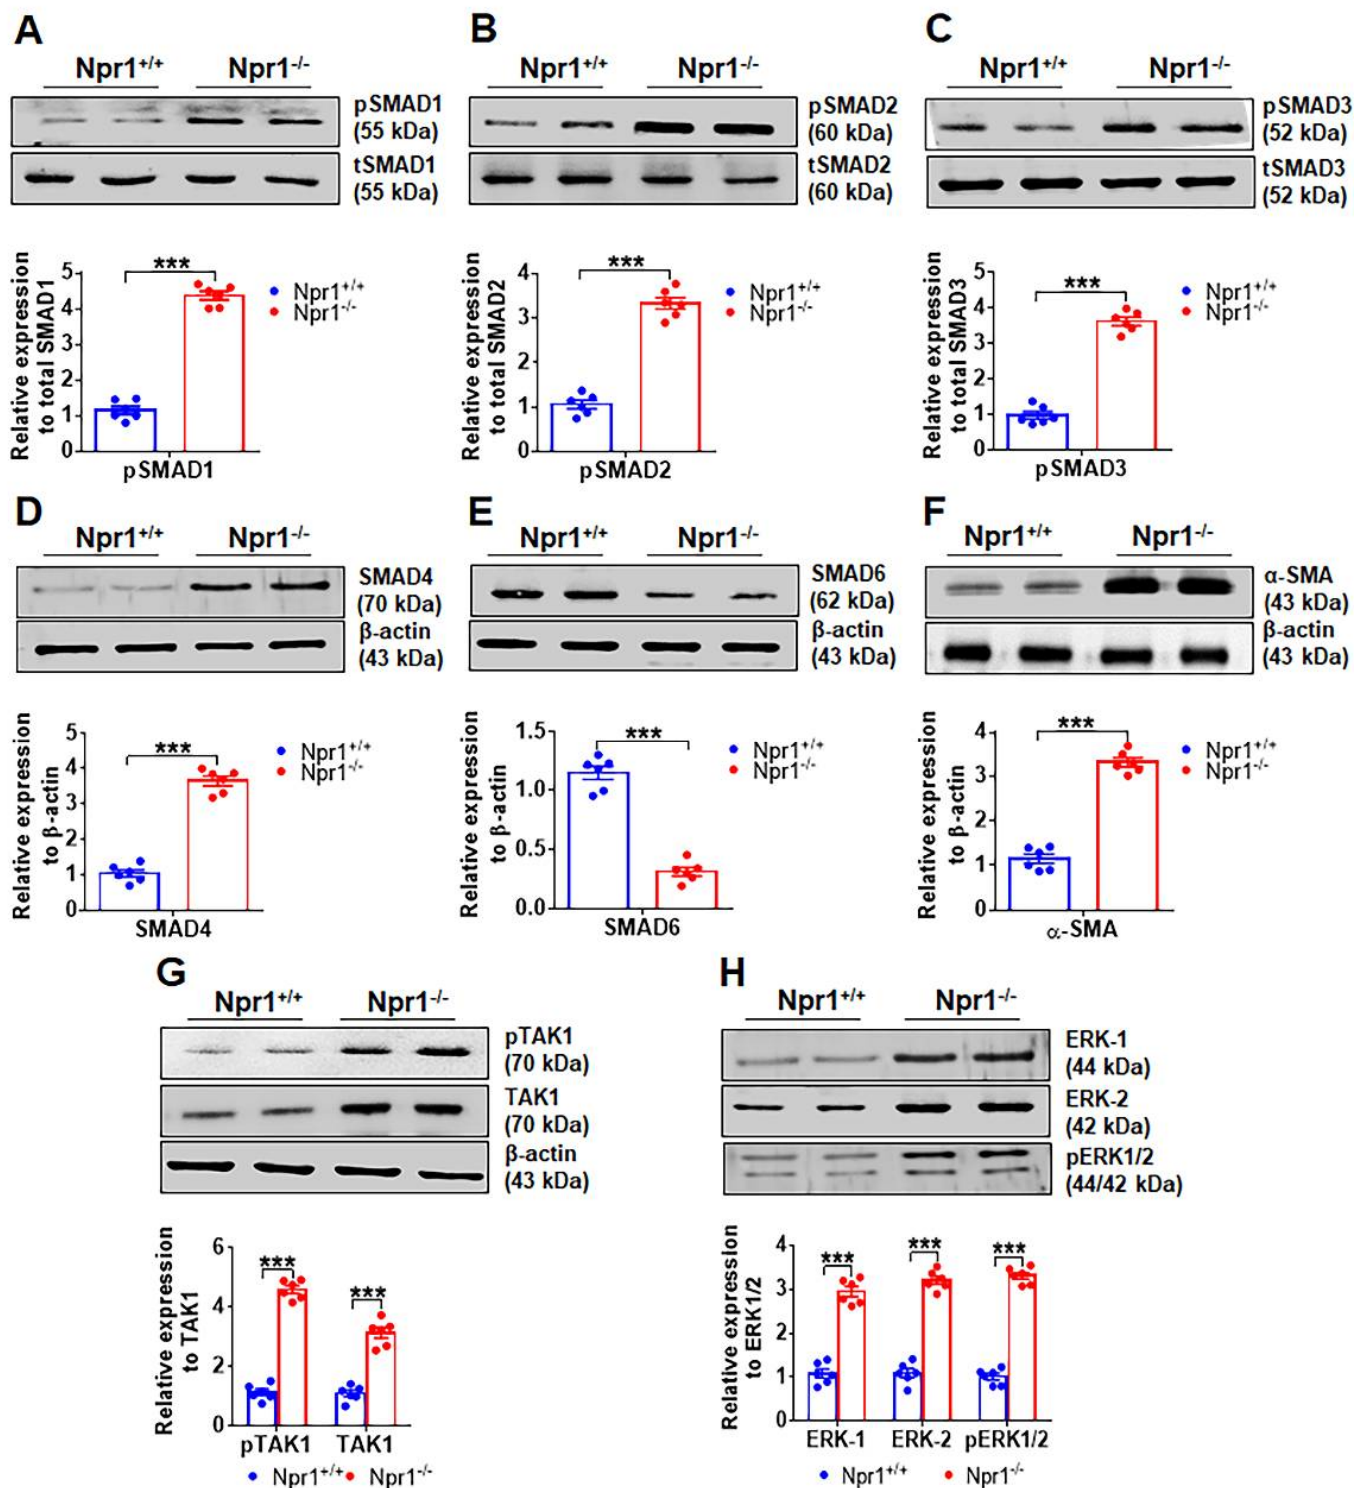 A
Npr1+/+ Npr1-/-
pSMAD1
(55 kDa)
tSMAD1
(55 kDa)
Relative expression
to total SMAD1
5
4
3
2
1
0
***
Npr1+/+
Npr1-/-
pSMAD1
B
Npr1+/+ Npr1-/-
pSMAD2
(60 kDa)
tSMAD2
(60 kDa)
Relative expression
to total SMAD2
4
3
2
1
0
***
Npr1+/+
Npr1-/-
pSMAD2
C
Npr1+/+ Npr1-/-
pSMAD3
(52 kDa)
tSMAD3
(52 kDa)
Relative expression
to total SMAD3
5
4
3
2
1
0
***
Npr1+/+
Npr1-/-
pSMAD3
D
Npr1+/+ Npr1-/-
SMAD4
(70 kDa)
β-actin
(43 kDa)
Relative expression
to β-actin
5
4
3
2
1
0
***
Npr1+/+
Npr1-/-
SMAD4
E
Npr1+/+ Npr1-/-
SMAD6
(62 kDa)
β-actin
(43 kDa)
Relative expression
to β-actin
1.5
1.0
0.5
0.0
***
Npr1+/+
Npr1-/-
SMAD6
F
Npr1+/+ Npr1-/-
α-SMA
(43 kDa)
β-actin
(43 kDa)
Relative expression
to β-actin
4
3
2
1
0
***
Npr1+/+
Npr1-/-
α-SMA
G
Npr1+/+ Npr1-/-
pTAK1
(70 kDa)
TAK1
(70 kDa)
β-actin
(43 kDa)
Relative expression
to TAK1
6
4
2
0
*** ***
pTAK1 TAK1
Npr1+/+ Npr1-/-
H
Npr1+/+ Npr1-/-
ERK-1
(44 kDa)
ERK-2
(42 kDa)
pERK1/2
(44/42 kDa)
Relative expression
to ERK1/2
4
3
2
1
0
*** *** ***
ERK-1 ERK-2 pERK1/2
Npr1+/+ Npr1-/-